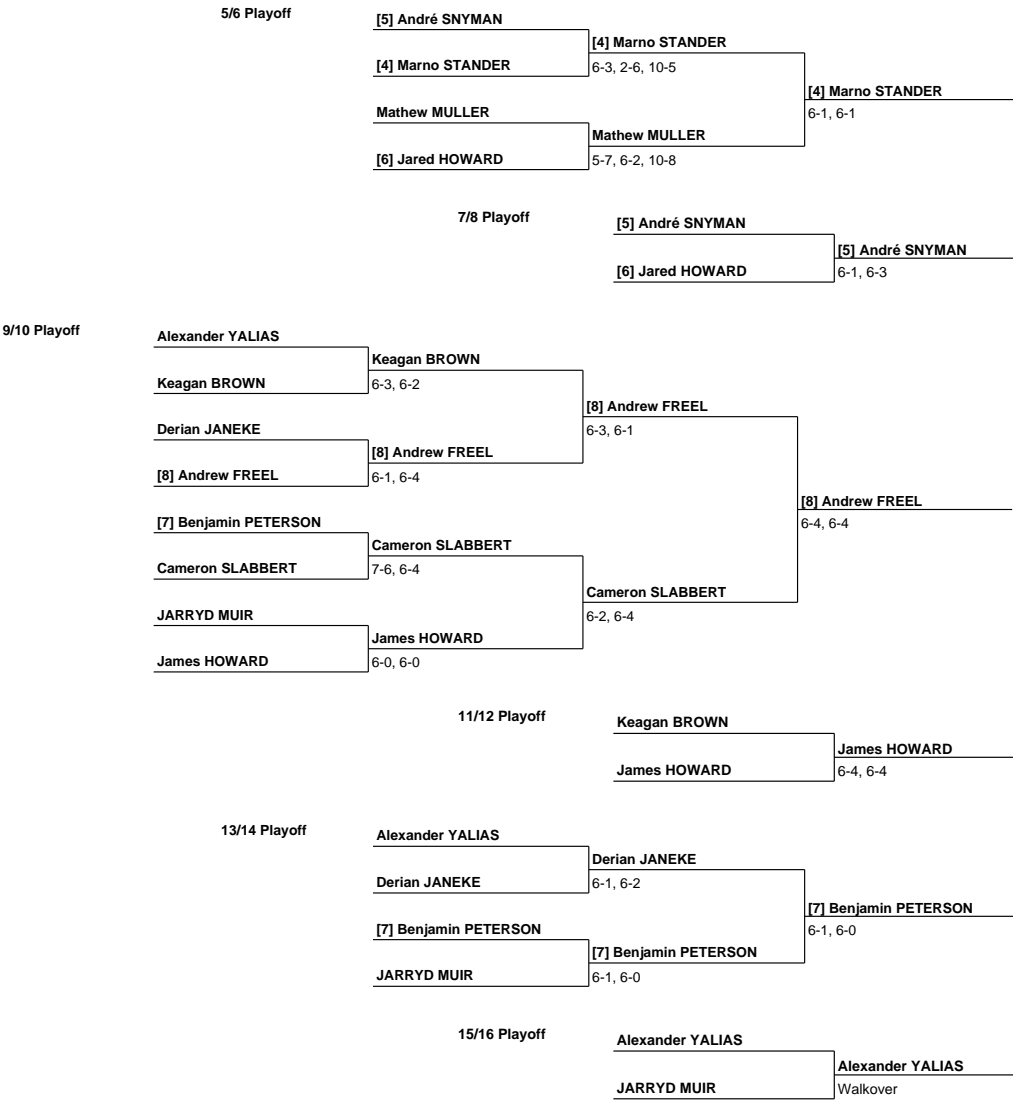 5/6 Playoff
[5] André SNYMAN
[4] Marno STANDER
[4] Marno STANDER
6-3, 2-6, 10-5
[4] Marno STANDER
6-1, 6-1
Mathew MULLER
Mathew MULLER
[6] Jared HOWARD
5-7, 6-2, 10-8
7/8 Playoff
[5] André SNYMAN
[5] André SNYMAN
[6] Jared HOWARD
6-1, 6-3
9/10 Playoff
Alexander YALIAS
Keagan BROWN
Keagan BROWN
6-3, 6-2
[8] Andrew FREEL
6-3, 6-1
Derian JANEKE
[8] Andrew FREEL
[8] Andrew FREEL
6-1, 6-4
[8] Andrew FREEL
6-4, 6-4
[7] Benjamin PETERSON
Cameron SLABBERT
Cameron SLABBERT
7-6, 6-4
Cameron SLABBERT
6-2, 6-4
JARRYD MUIR
James HOWARD
James HOWARD
6-0, 6-0
11/12 Playoff
Keagan BROWN
James HOWARD
James HOWARD
6-4, 6-4
13/14 Playoff
Alexander YALIAS
Derian JANEKE
Derian JANEKE
6-1, 6-2
[7] Benjamin PETERSON
6-1, 6-0
[7] Benjamin PETERSON
[7] Benjamin PETERSON
JARRYD MUIR
6-1, 6-0
15/16 Playoff
Alexander YALIAS
Alexander YALIAS
JARRYD MUIR
Walkover